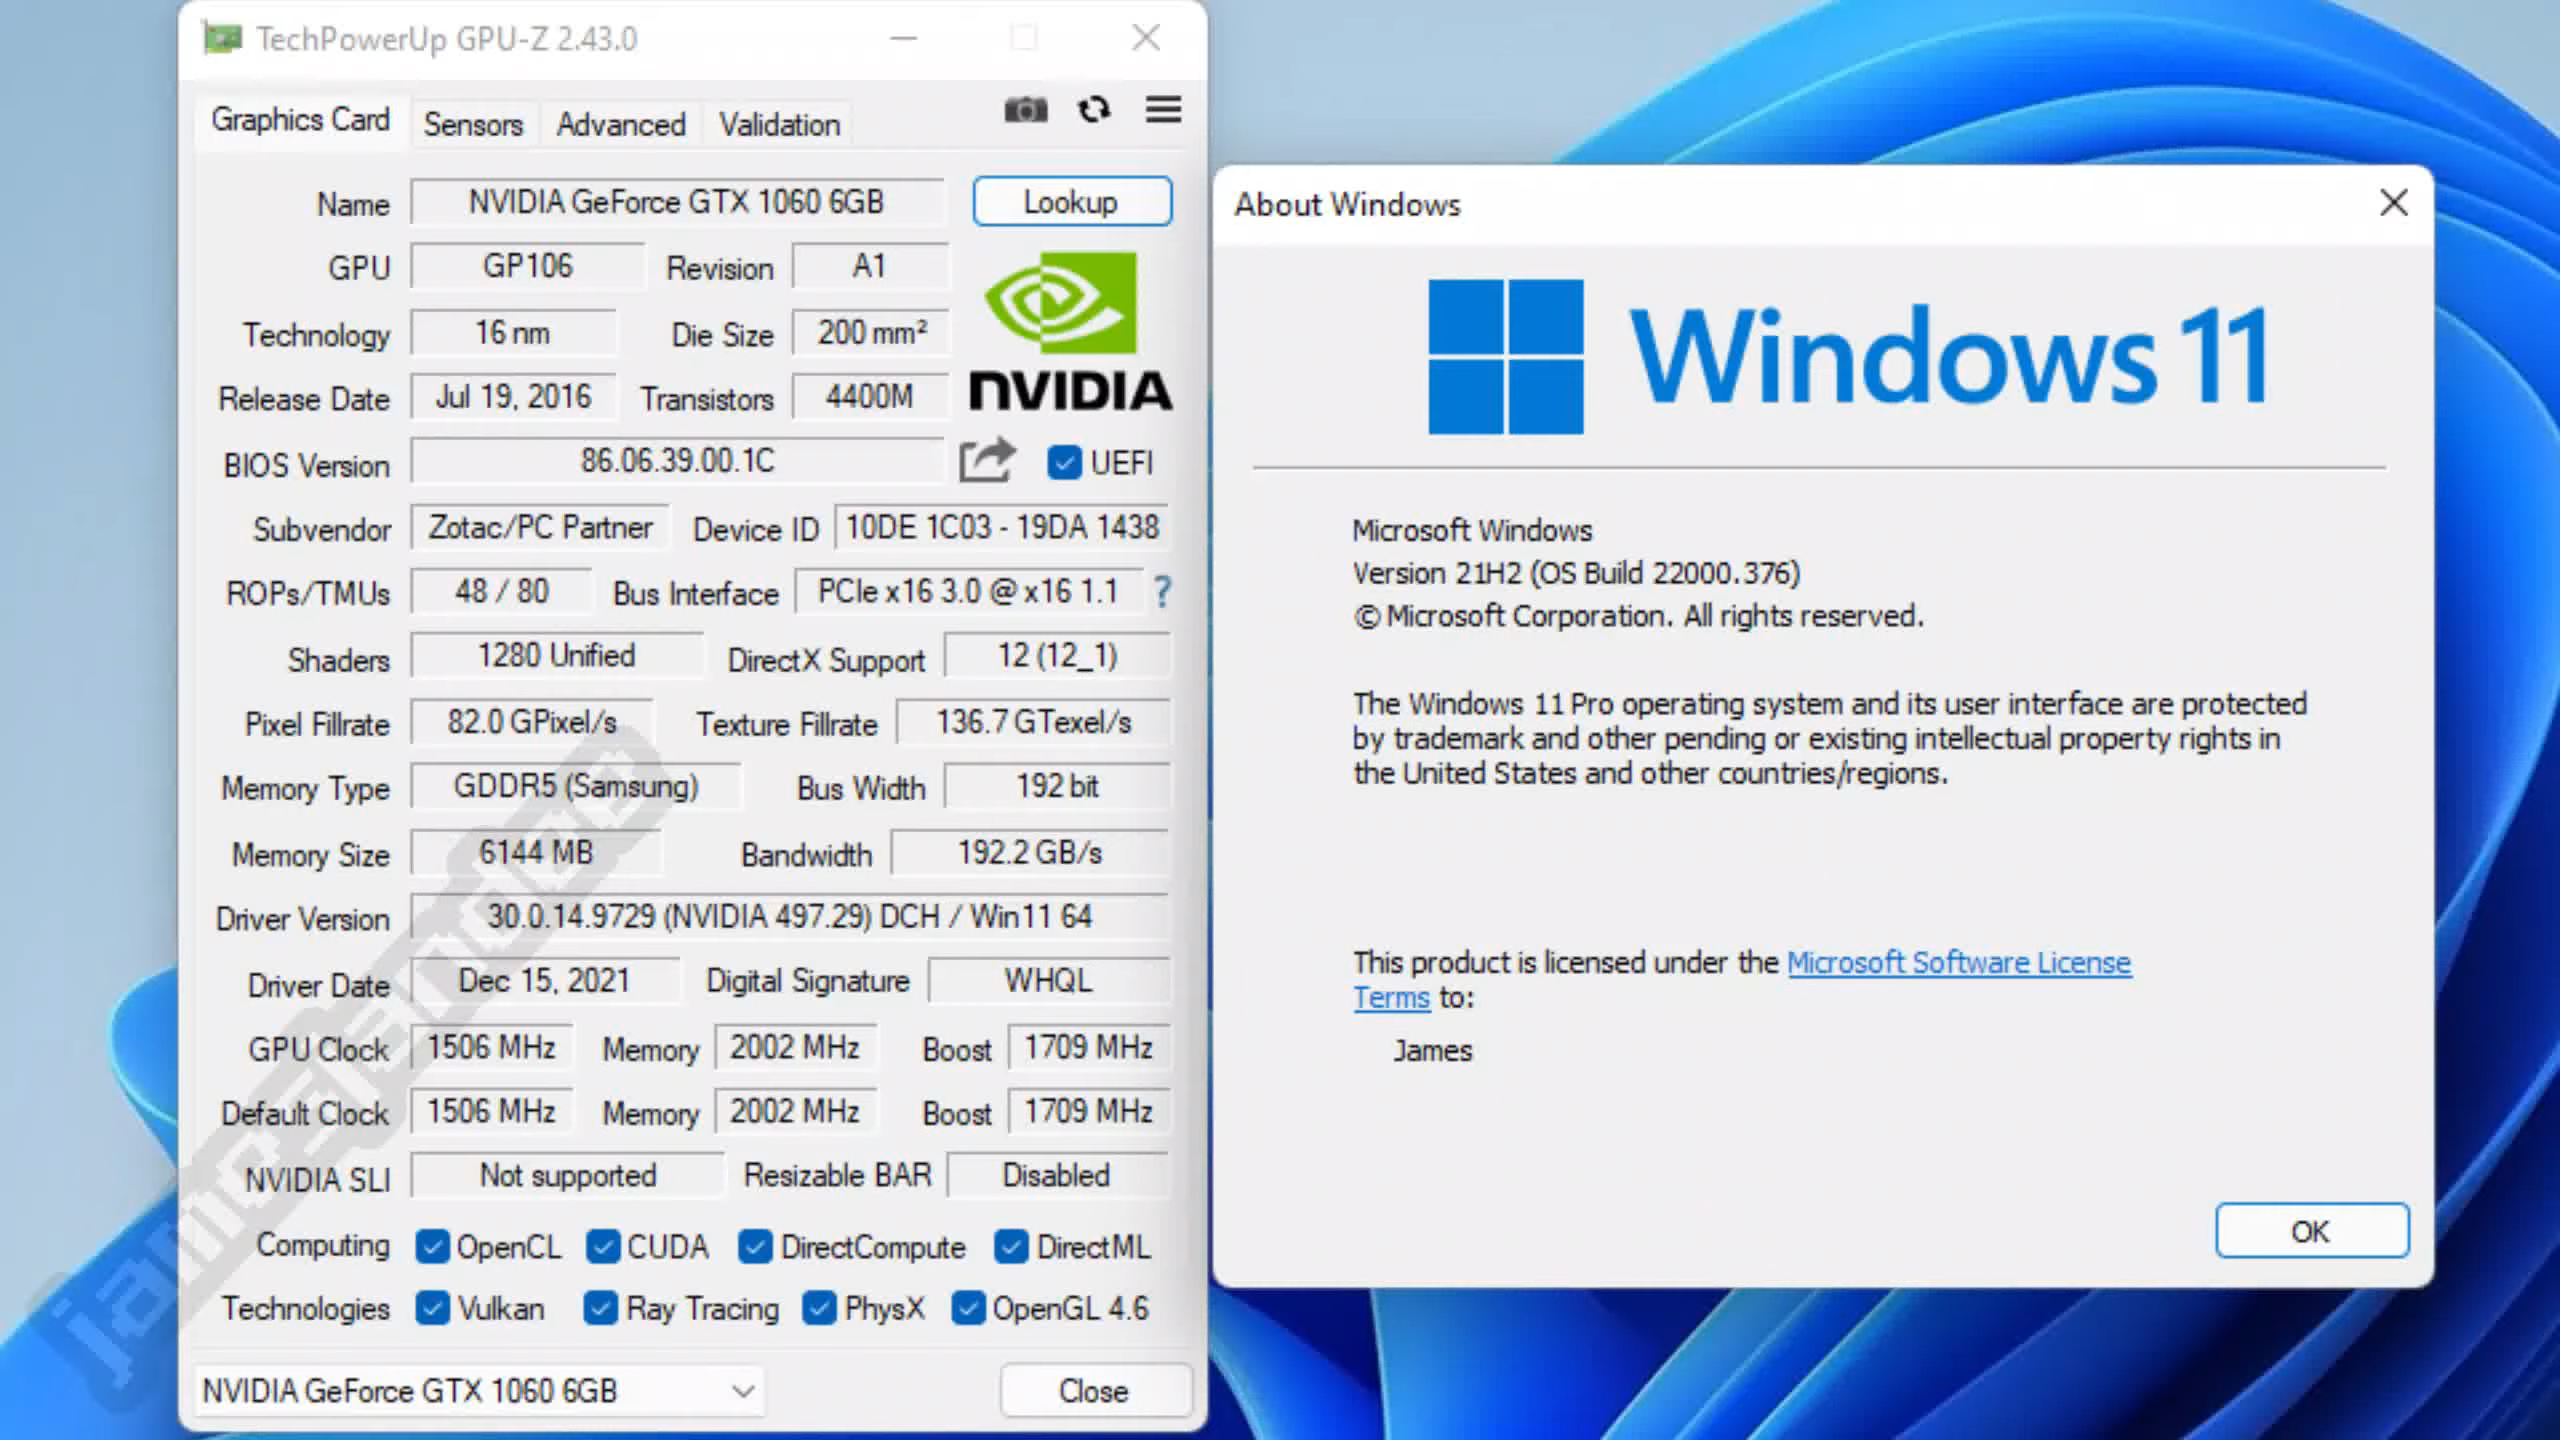 TechPowerUp GPU-Z 2.43.0
Graphics Card Sensors Advanced Validation
Name NVIDIA GeForce GTX 1060 6GB Lookup
GPU GP106 Revision A1
Technology 16 nm Die Size 200 mm²
Release Date Jul 19, 2016 Transistors 4400M
NVIDIA
BIOS Version 86.06.39.00.1C UEFI
Subvendor Zotac/PC Partner Device ID 10DE 1C03 - 19DA 1438
ROPs/TMUs 48 / 80 Bus Interface PCIe x16 3.0 @ x16 1.1 ?
Shaders 1280 Unified DirectX Support 12 (12_1)
Pixel Fillrate 82.0 GPixel/s Texture Fillrate 136.7 GTexel/s
Memory Type GDDR5 (Samsung) Bus Width 192 bit
Memory Size 6144 MB Bandwidth 192.2 GB/s
Driver Version 30.0.14.9729 (NVIDIA 497.29) DCH / Win11 64
Driver Date Dec 15, 2021 Digital Signature WHQL
GPU Clock 1506 MHz Memory 2002 MHz Boost 1709 MHz
Default Clock 1506 MHz Memory 2002 MHz Boost 1709 MHz
NVIDIA SLI Not supported Resizable BAR Disabled
Computing OpenCL CUDA DirectCompute DirectML
Technologies Vulkan Ray Tracing PhysX OpenGL 4.6
NVIDIA GeForce GTX 1060 6GB Close
About Windows
Windows 11
Microsoft Windows
Version 21H2 (OS Build 22000.376)
© Microsoft Corporation. All rights reserved.
The Windows 11 Pro operating system and its user interface are protected
by trademark and other pending or existing intellectual property rights in
the United States and other countries/regions.
This product is licensed under the Microsoft Software License
Terms to:
James
OK